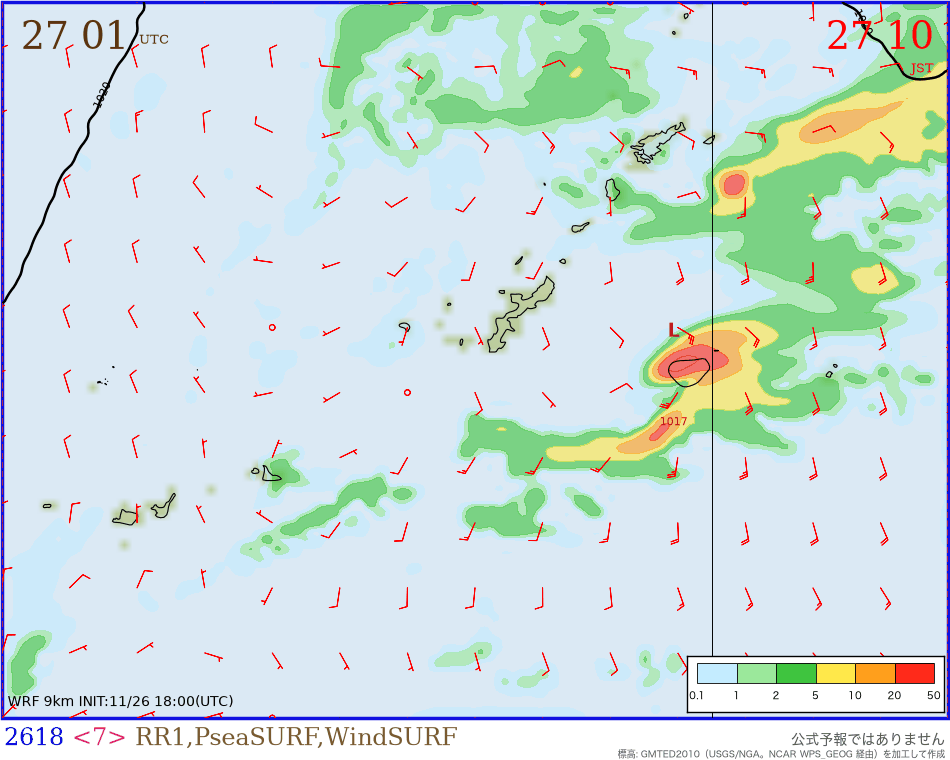 27 01 UTC
27 10
JST
1020
L
1017
0.1 1 2 5 10 20 50
WRF 9km INIT:11/26 18:00(UTC)
2618 <7> RR1,PseaSURF,WindSURF
公式予報ではありません
標高: GMTED2010（USGS/NGA。NCAR WPS_GEOG 経由）を加工して作成